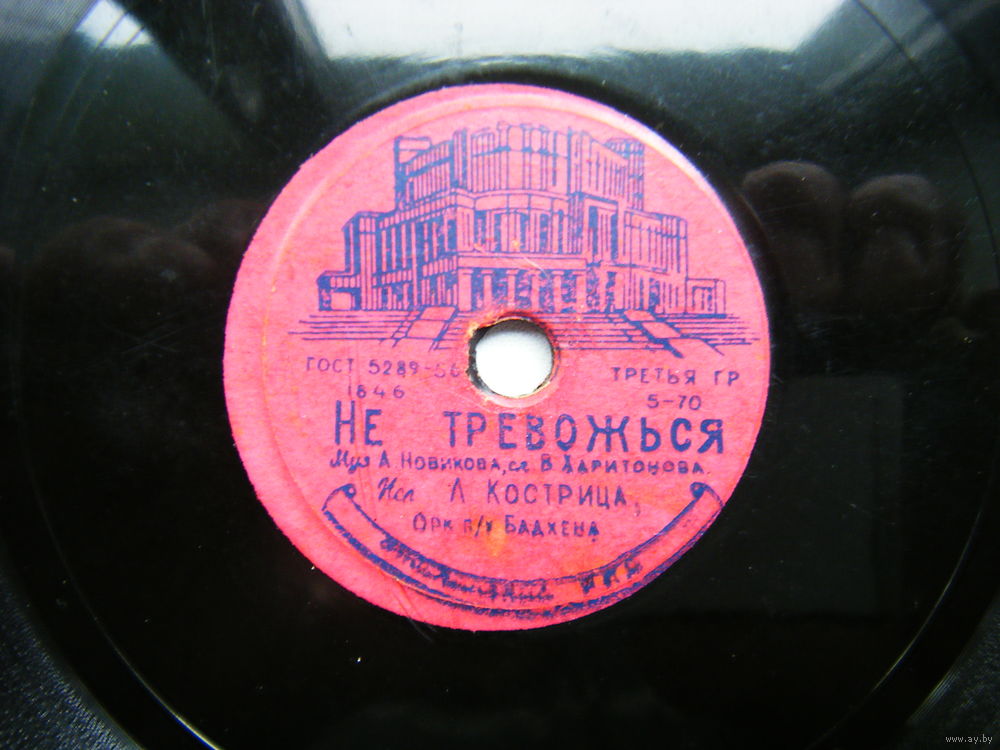 ГОСТ 5289-56 ТРЕТЬЯ ГР
1846 5-70
НЕ ТРЕВОЖЬСЯ
Муз А. НОВИКОВА, сл. В. ХАРИТОНОВА.
Исп Л КОСТРИЦА,
ОРК П/У БАДХЕНА
РПК
www.ay.by